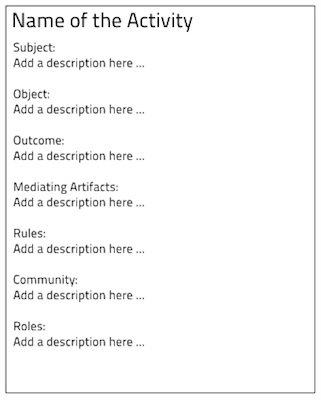 Name of the Activity
Subject:
Add a description here ...
Object:
Add a description here ...
Outcome:
Add a description here ...
Mediating Artifacts:
Add a description here ...
Rules:
Add a description here ...
Community:
Add a description here ...
Roles:
Add a description here ...